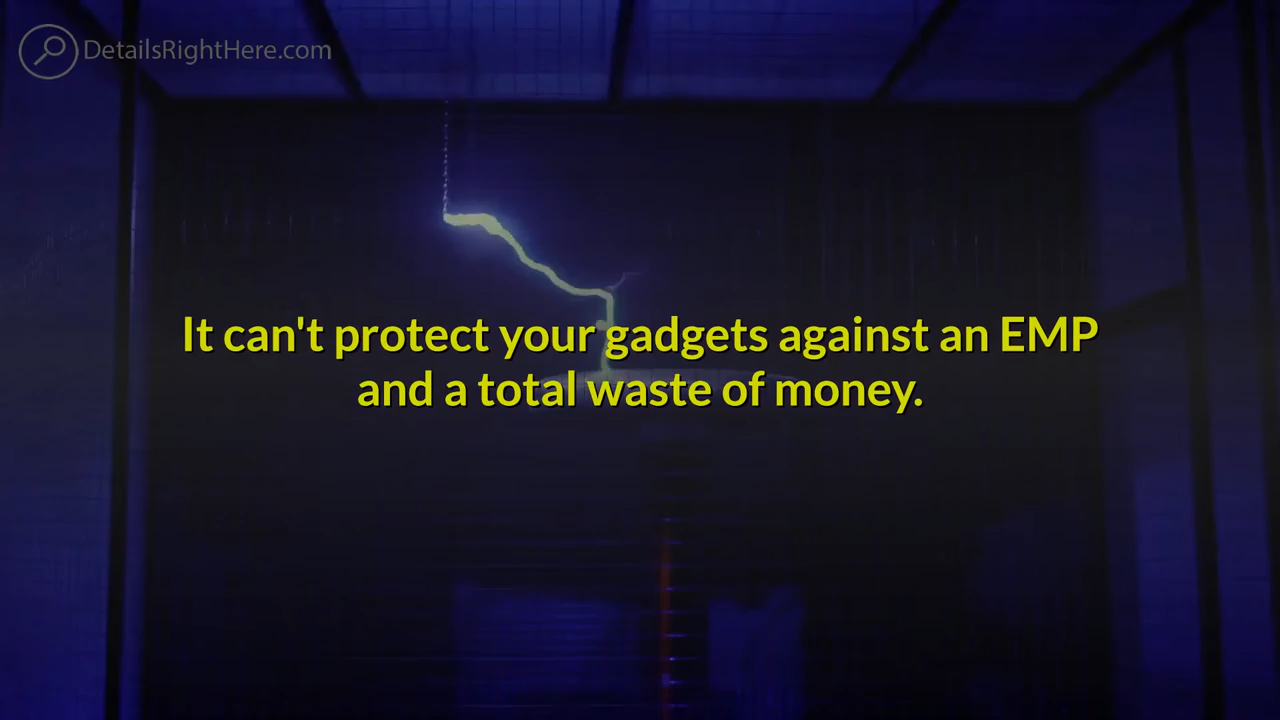 DetailsRightHere.com
It can't protect your gadgets against an EMP
and a total waste of money.